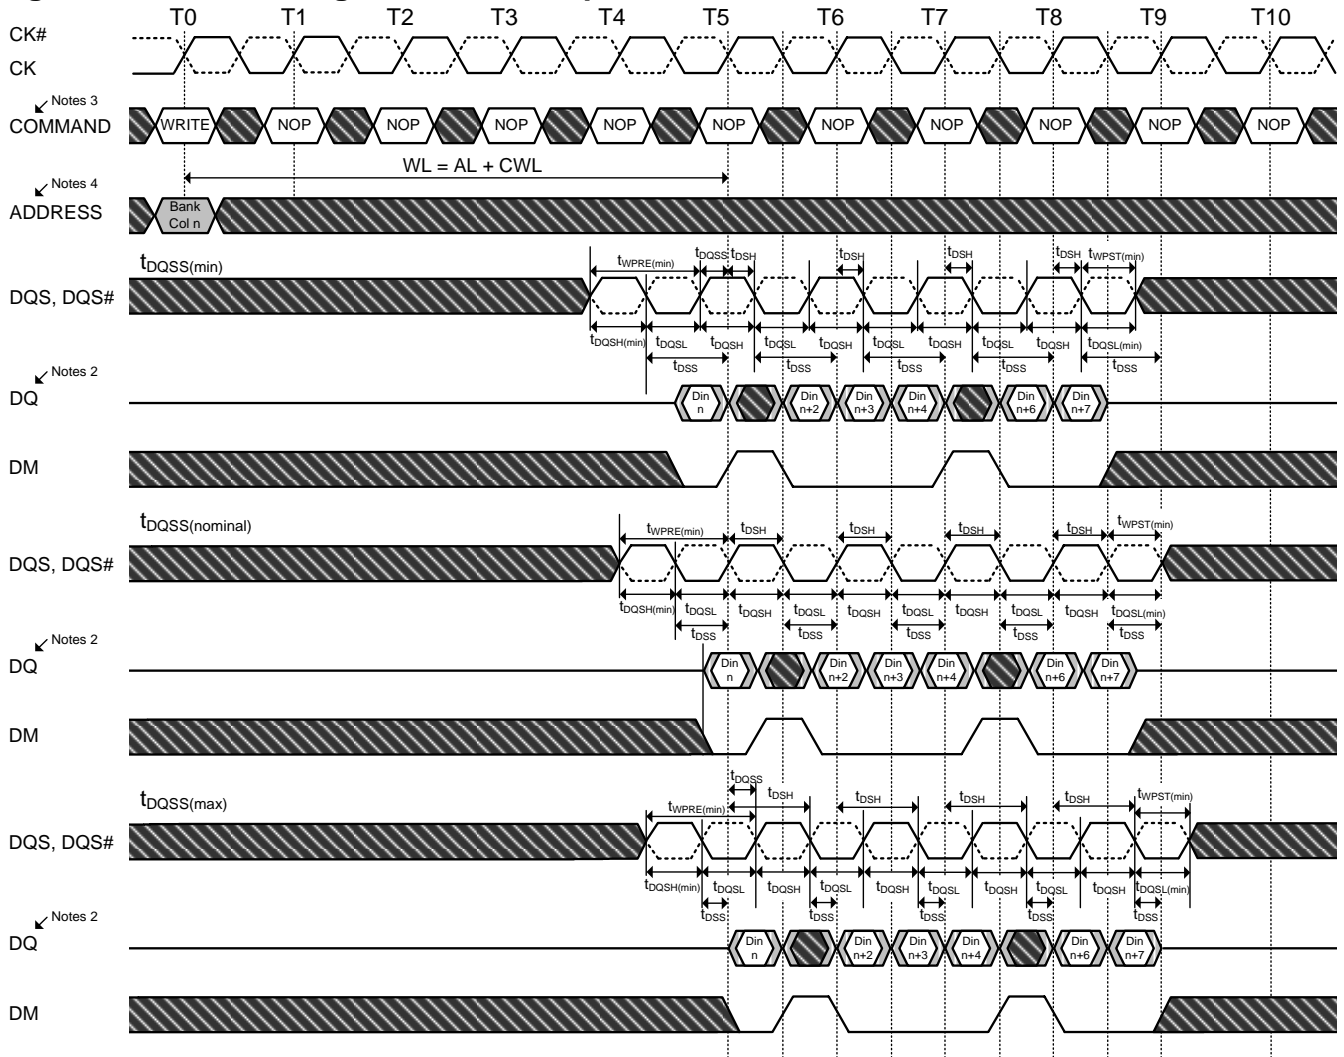 T0 T1 T2 T3 T4 T5 T6 T7 T8 T9 T10
CK#
CK
Notes 3
COMMAND WRITE NOP NOP NOP NOP NOP NOP NOP NOP NOP NOP
WL = AL + CWL
Notes 4
ADDRESS Bank Col n
tDQSS(min) tWPRE(min) tDQSS tDSH tDSH tDSH tDSH tWPST(min)
DQS, DQS#
tDQSH(min) tDQSL tDQSH tDQSL tDQSH tDQSL tDQSH tDQSL tDQSH tDQSL(min)
tDSS tDSS tDSS tDSS tDSS
Notes 2
DQ Din n Din n+2 Din n+3 Din n+4 Din n+6 Din n+7
DM
tDQSS(nominal) tWPRE(min) tDSH tDSH tDSH tDSH tWPST(min)
DQS, DQS#
tDQSH(min) tDQSL tDQSH tDQSL tDQSH tDQSL tDQSH tDQSL tDQSH tDQSL(min)
tDSS tDSS tDSS tDSS tDSS
Notes 2
DQ Din n Din n+2 Din n+3 Din n+4 Din n+6 Din n+7
DM
tDQSS
tDQSS(max) tWPRE(min) tDSH tDSH tDSH tDSH tWPST(min)
DQS, DQS#
tDQSH(min) tDQSL tDQSH tDQSL tDQSH tDQSL tDQSH tDQSL tDQSH tDQSL(min)
tDSS tDSS tDSS tDSS tDSS
Notes 2
DQ Din n Din n+2 Din n+3 Din n+4 Din n+6 Din n+7
DM